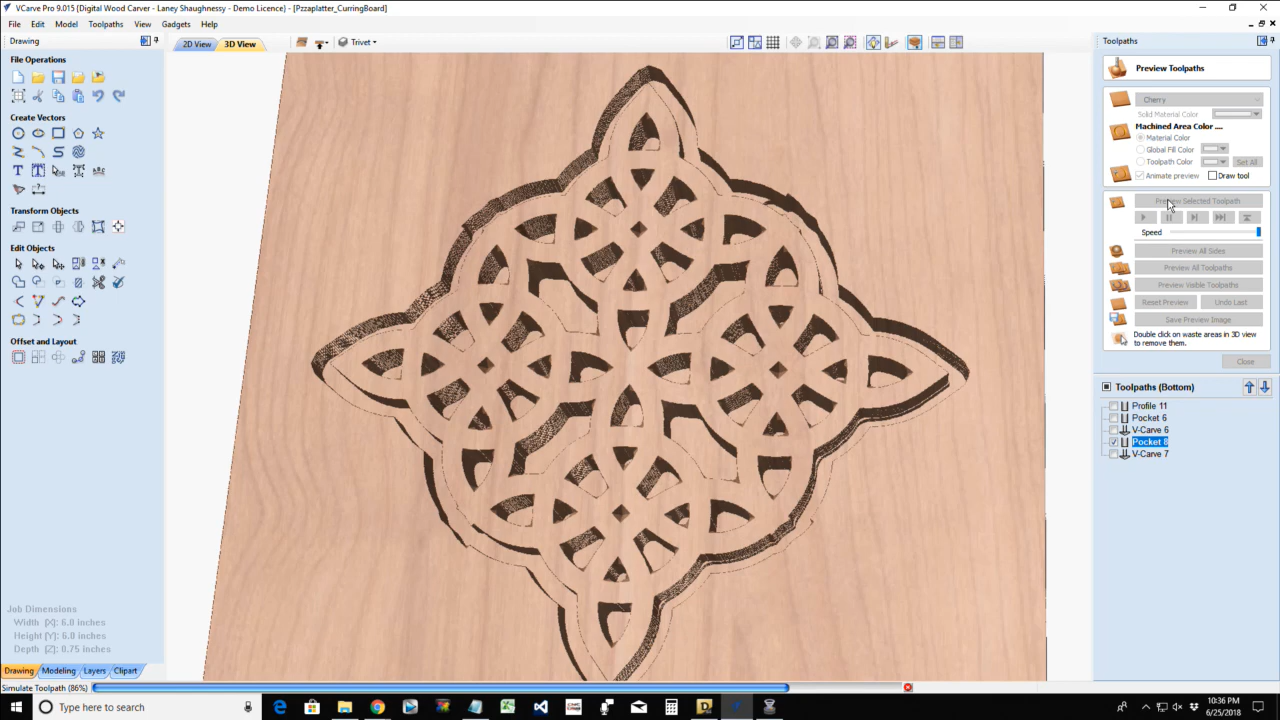 VCarve Pro 9.015 {Digital Wood Carver - Laney Shaughnessy - Demo Licence} - [Pzzaplatter_CurringBoard]
File Edit Model Toolpaths View Gadgets Help
Drawing
2D View 3D View
Trivet
Toolpaths
File Operations
Create Vectors
Transform Objects
Edit Objects
Offset and Layout
Job Dimensions
Width (X): 6.0 inches
Height (Y): 6.0 inches
Depth (Z): 0.75 inches
Drawing Modeling Layers Clipart
Preview Toolpaths
Cherry
Solid Material Color
Machined Area Color ....
Material Color
Global Fill Color
Toolpath Color Set All
Animate preview Draw tool
Preview Selected Toolpath
Speed
Preview All Sides
Preview All Toolpaths
Preview Visible Toolpaths
Reset Preview Undo Last
Save Preview Image
Double click on waste areas in 3D view
to remove them.
Close
Toolpaths (Bottom)
Profile 11
Pocket 6
V-Carve 6
Pocket 8
V-Carve 7
Simulate Toolpath (86%)
Type here to search
10:36 PM
6/25/2018